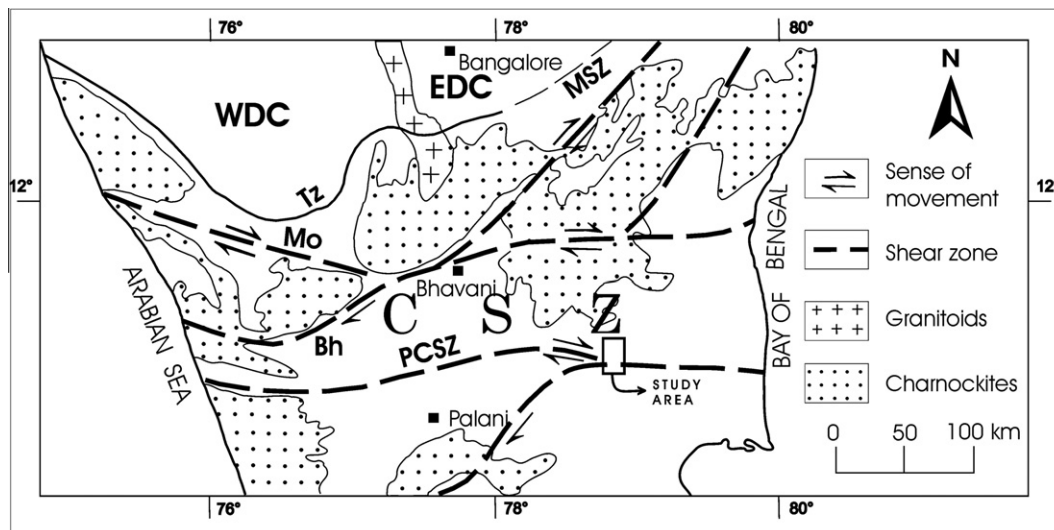 76°
78°
80°
N
Bangalore
EDC
MSZ
WDC
Sense of
movement
12°
12
Tz
Mo
BAY OF BENGAL
Shear zone
ARABIAN SEA
Bhavani
C S Z
Granitoids
Bh
PCSZ
STUDY
AREA
Charnockites
Palani
0 50 100 km
76°
78°
80°